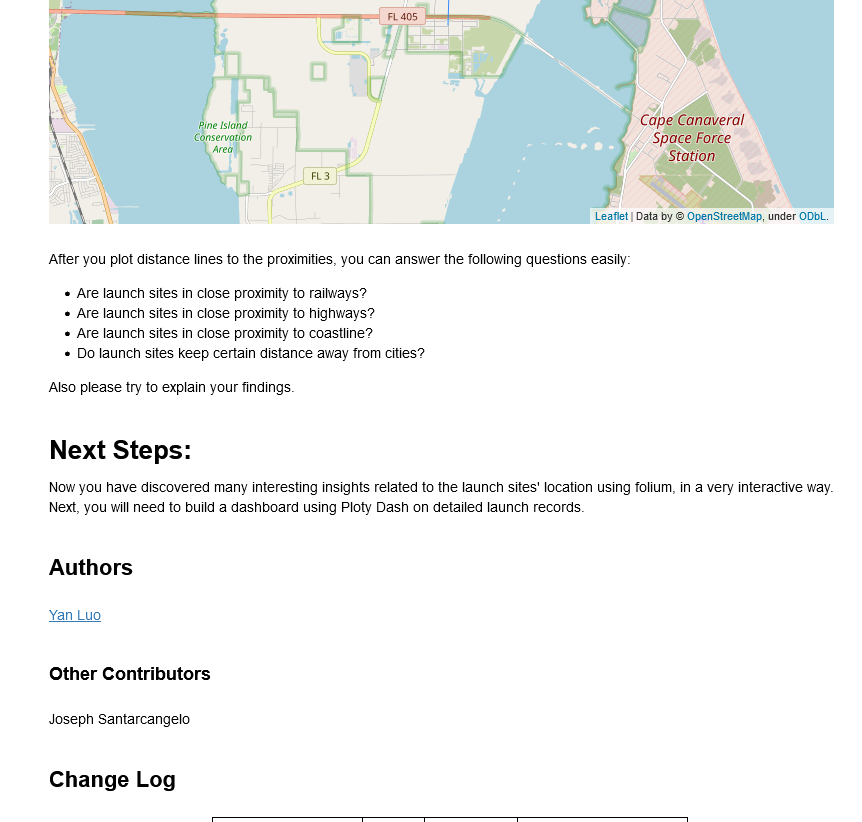 FL 405
Pine Island
Conservation
Area
FL 3
Cape Canaveral
Space Force
Station
Leaflet | Data by © OpenStreetMap, under ODbL.
After you plot distance lines to the proximities, you can answer the following questions easily:
• Are launch sites in close proximity to railways?
• Are launch sites in close proximity to highways?
• Are launch sites in close proximity to coastline?
• Do launch sites keep certain distance away from cities?
Also please try to explain your findings.
Next Steps:
Now you have discovered many interesting insights related to the launch sites' location using folium, in a very interactive way.
Next, you will need to build a dashboard using Ploty Dash on detailed launch records.
Authors
Yan Luo
Other Contributors
Joseph Santarcangelo
Change Log